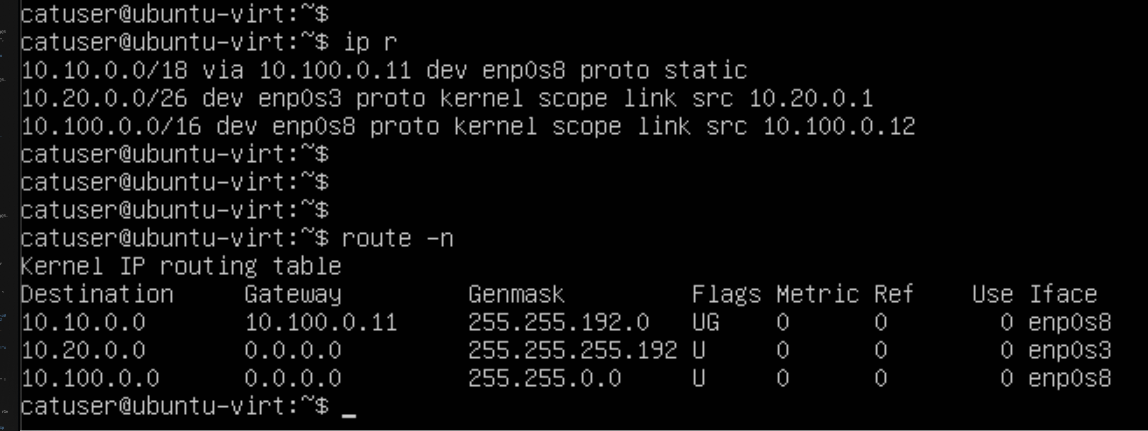 catuser@ubuntu-virt:~$
catuser@ubuntu-virt:~$ ip r
10.10.0.0/18 via 10.100.0.11 dev enp0s8 proto static
10.20.0.0/26 dev enp0s3 proto kernel scope link src 10.20.0.1
10.100.0.0/16 dev enp0s8 proto kernel scope link src 10.100.0.12
catuser@ubuntu-virt:~$
catuser@ubuntu-virt:~$
catuser@ubuntu-virt:~$
catuser@ubuntu-virt:~$ route -n
Kernel IP routing table
Destination     Gateway         Genmask         Flags Metric Ref    Use Iface
10.10.0.0       10.100.0.11     255.255.192.0   UG    0      0        0 enp0s8
10.20.0.0       0.0.0.0         255.255.255.192 U     0      0        0 enp0s3
10.100.0.0      0.0.0.0         255.255.0.0     U     0      0        0 enp0s8
catuser@ubuntu-virt:~$ _